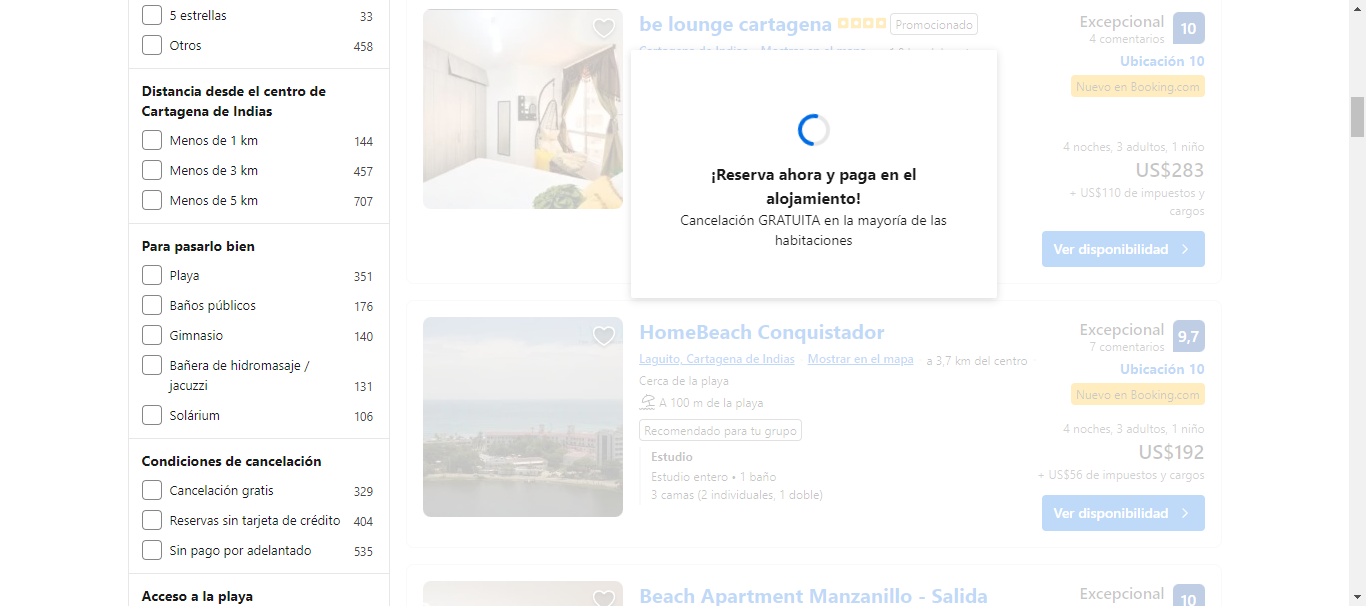 5 estrellas 33
Otros 458
Distancia desde el centro de
Cartagena de Indias
Menos de 1 km 144
Menos de 3 km 457
Menos de 5 km 707
Para pasarlo bien
Playa 351
Baños públicos 176
Gimnasio 140
Bañera de hidromasaje /
jacuzzi 131
Solárium 106
Condiciones de cancelación
Cancelación gratis 329
Reservas sin tarjeta de crédito 404
Sin pago por adelantado 535
Acceso a la playa
be lounge cartagena Promocionado
Excepcional 10
4 comentarios
Ubicación 10
Nuevo en Booking.com
4 noches, 3 adultos, 1 niño
US$283
+ US$110 de impuestos y
cargos
Ver disponibilidad
¡Reserva ahora y paga en el
alojamiento!
Cancelación GRATUITA en la mayoría de las
habitaciones
HomeBeach Conquistador
Laguito, Cartagena de Indias Mostrar en el mapa a 3,7 km del centro
Cerca de la playa
A 100 m de la playa
Recomendado para tu grupo
Estudio
Estudio entero • 1 baño
3 camas (2 individuales, 1 doble)
Excepcional 9,7
7 comentarios
Ubicación 10
Nuevo en Booking.com
4 noches, 3 adultos, 1 niño
US$192
+ US$56 de impuestos y cargos
Ver disponibilidad
Beach Apartment Manzanillo - Salida
Excepcional 10